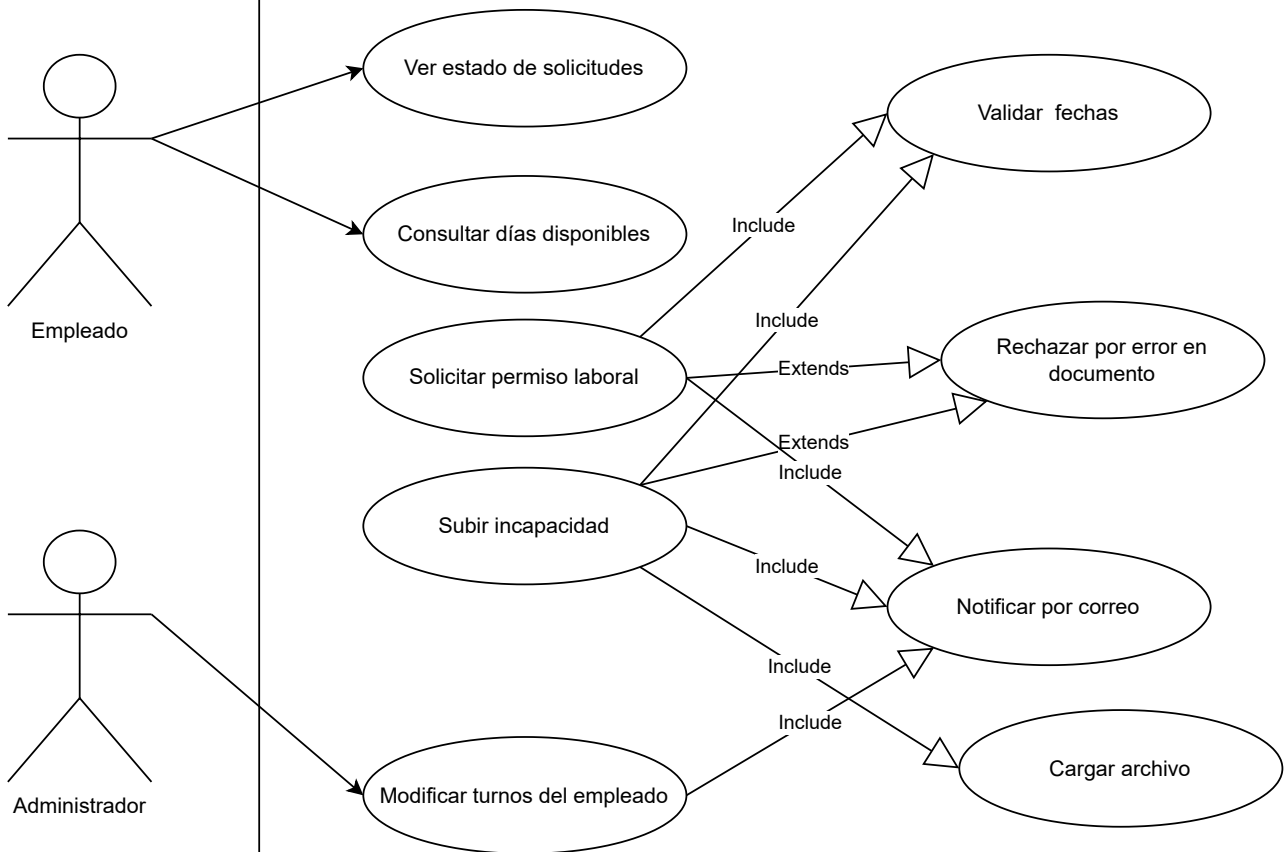 Ver estado de solicitudes
Validar fechas
Consultar días disponibles
Include
Empleado
Include
Solicitar permiso laboral
Extends
Rechazar por error en
documento
Extends
Include
Subir incapacidad
Include
Notificar por correo
Include
Include
Cargar archivo
Modificar turnos del empleado
Administrador